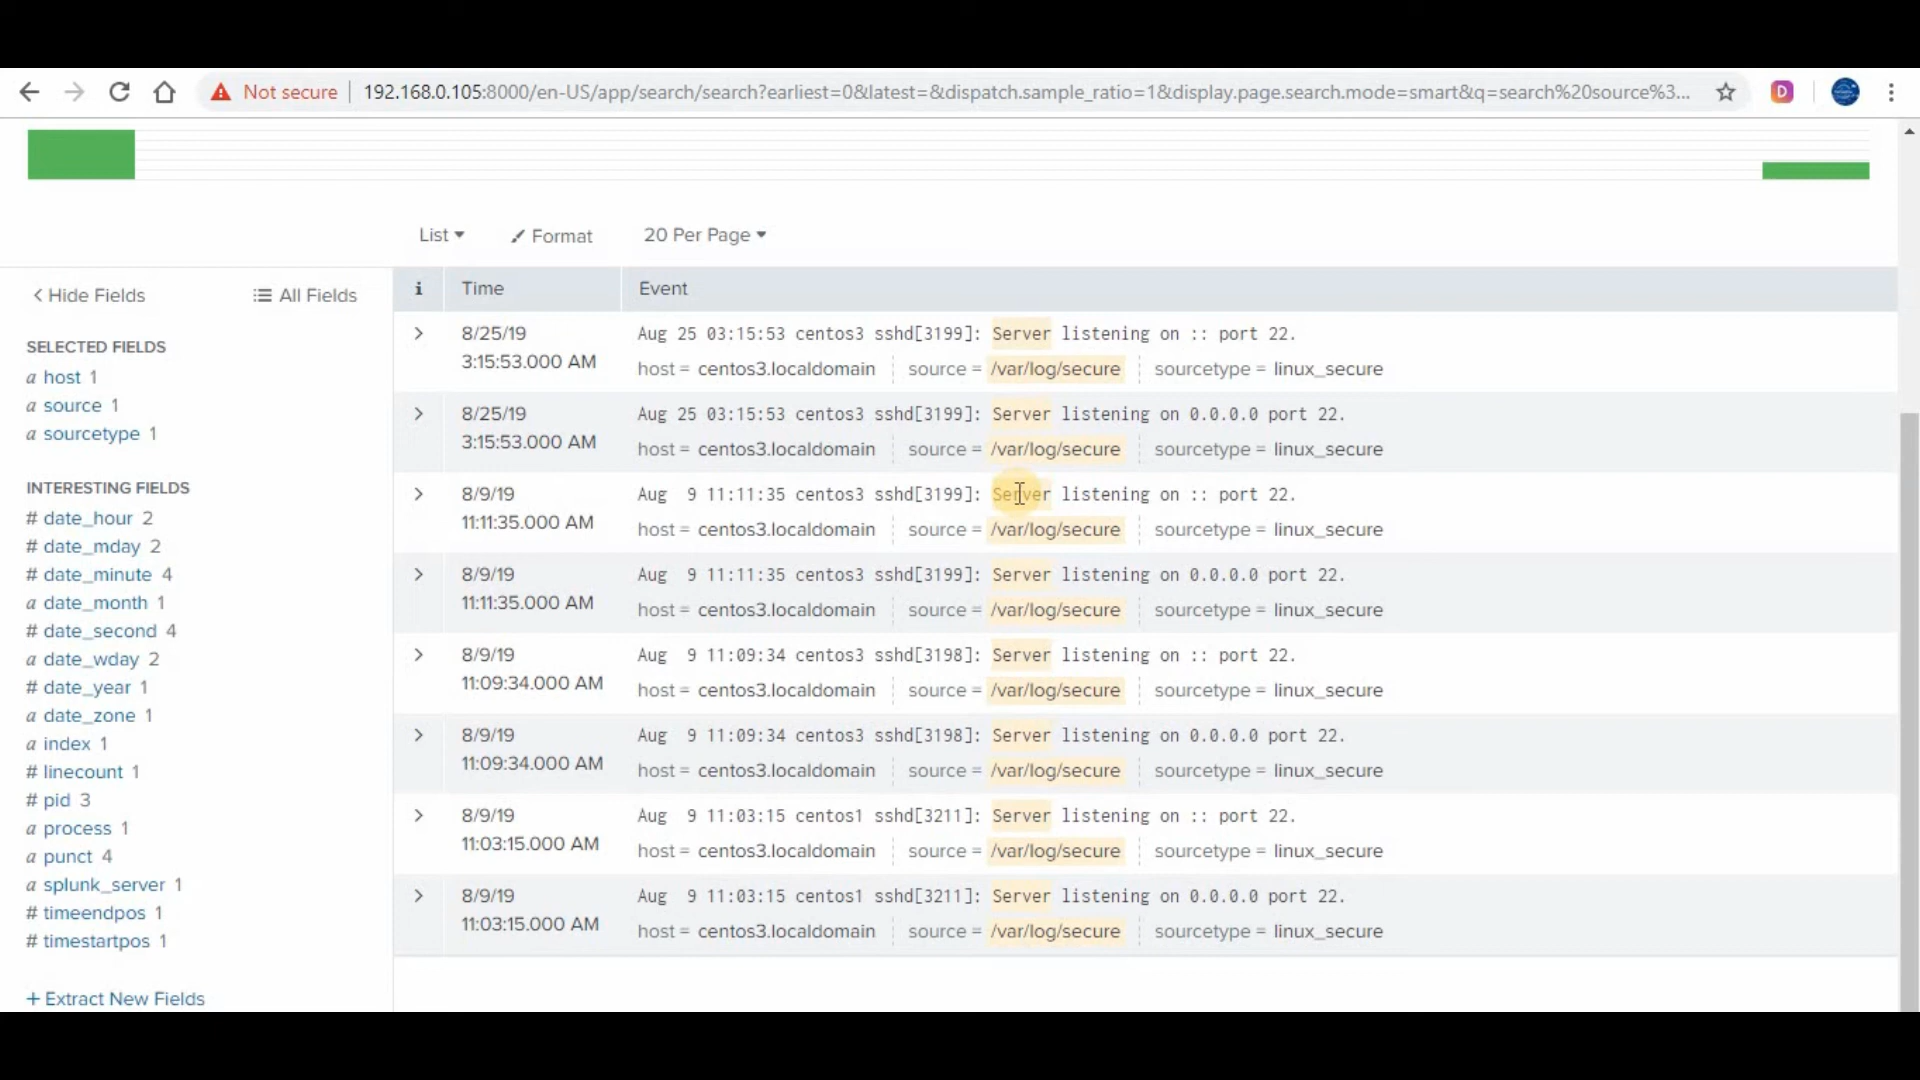 Not secure 192.168.0.105:8000/en-US/app/search/search?earliest=0&latest=&dispatch.sample_ratio=1&display.page.search.mode=smart&q=search%20source%3... D
List Format 20 Per Page
Hide Fields All Fields
SELECTED FIELDS
a host 1
a source 1
a sourcetype 1
INTERESTING FIELDS
# date_hour 2
# date_mday 2
# date_minute 4
a date_month 1
# date_second 4
a date_wday 2
# date_year 1
a date_zone 1
a index 1
# linecount 1
# pid 3
a process 1
a punct 4
a splunk_server 1
# timeendpos 1
# timestartpos 1
+ Extract New Fields
i Time Event
8/25/19 Aug 25 03:15:53 centos3 sshd[3199]: Server listening on :: port 22.
3:15:53.000 AM host = centos3.localdomain source = /var/log/secure sourcetype = linux_secure
8/25/19 Aug 25 03:15:53 centos3 sshd[3199]: Server listening on 0.0.0.0 port 22.
3:15:53.000 AM host = centos3.localdomain source = /var/log/secure sourcetype = linux_secure
8/9/19 Aug  9 11:11:35 centos3 sshd[3199]: Server listening on :: port 22.
11:11:35.000 AM host = centos3.localdomain source = /var/log/secure sourcetype = linux_secure
8/9/19 Aug  9 11:11:35 centos3 sshd[3199]: Server listening on 0.0.0.0 port 22.
11:11:35.000 AM host = centos3.localdomain source = /var/log/secure sourcetype = linux_secure
8/9/19 Aug  9 11:09:34 centos3 sshd[3198]: Server listening on :: port 22.
11:09:34.000 AM host = centos3.localdomain source = /var/log/secure sourcetype = linux_secure
8/9/19 Aug  9 11:09:34 centos3 sshd[3198]: Server listening on 0.0.0.0 port 22.
11:09:34.000 AM host = centos3.localdomain source = /var/log/secure sourcetype = linux_secure
8/9/19 Aug  9 11:03:15 centos1 sshd[3211]: Server listening on :: port 22.
11:03:15.000 AM host = centos3.localdomain source = /var/log/secure sourcetype = linux_secure
8/9/19 Aug  9 11:03:15 centos1 sshd[3211]: Server listening on 0.0.0.0 port 22.
11:03:15.000 AM host = centos3.localdomain source = /var/log/secure sourcetype = linux_secure